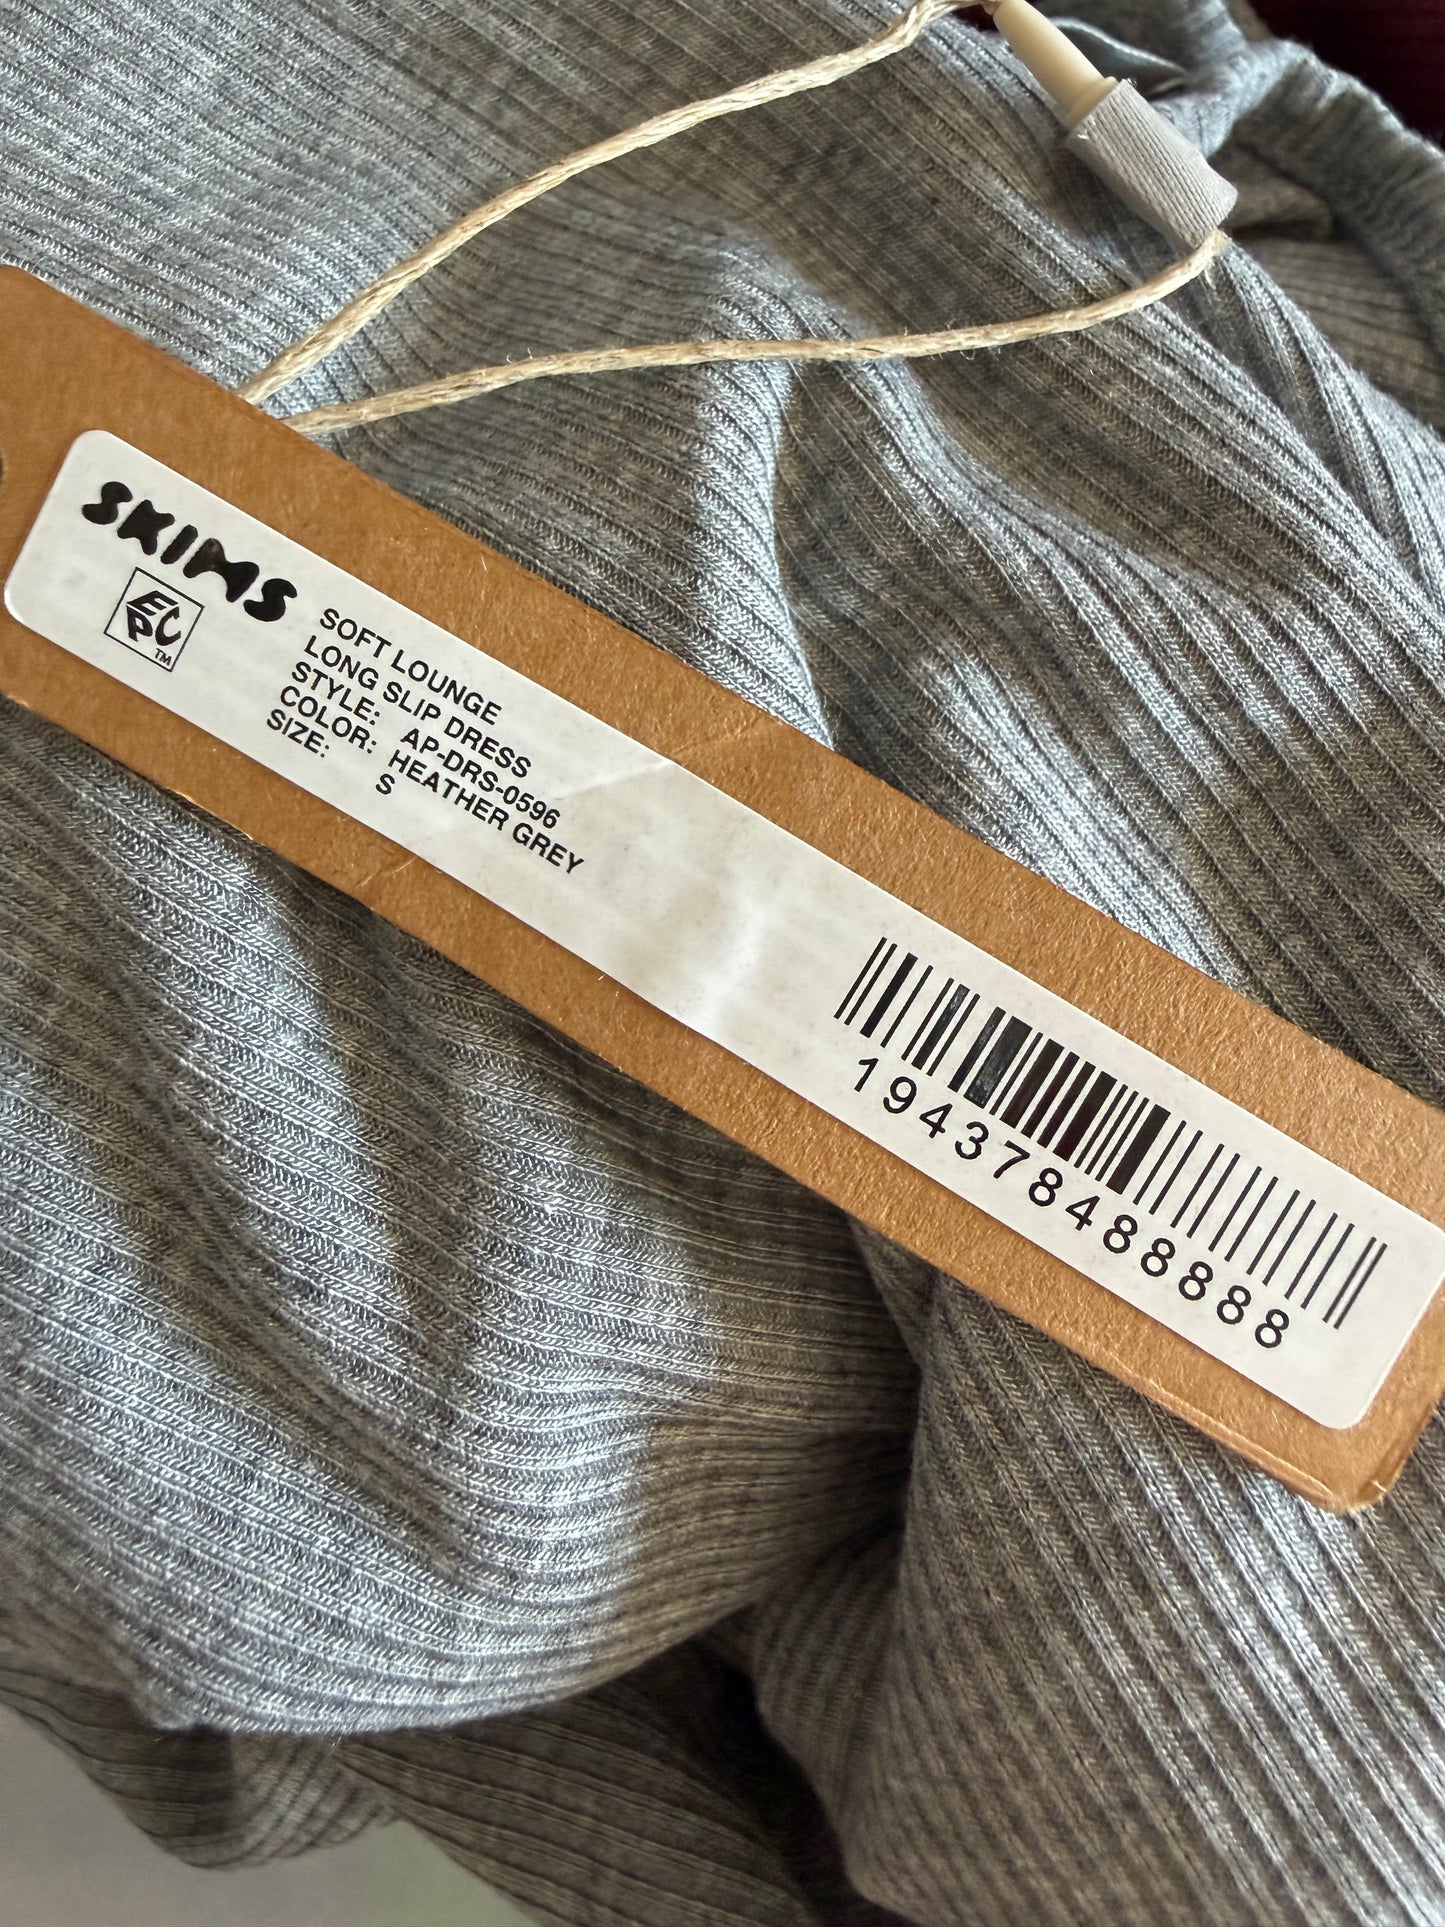 SKIMS
EPC TM
SOFT LOUNGE
LONG SLIP DRESS
STYLE: AP-DRS-0596
COLOR: HEATHER GREY
SIZE: S
194378488888